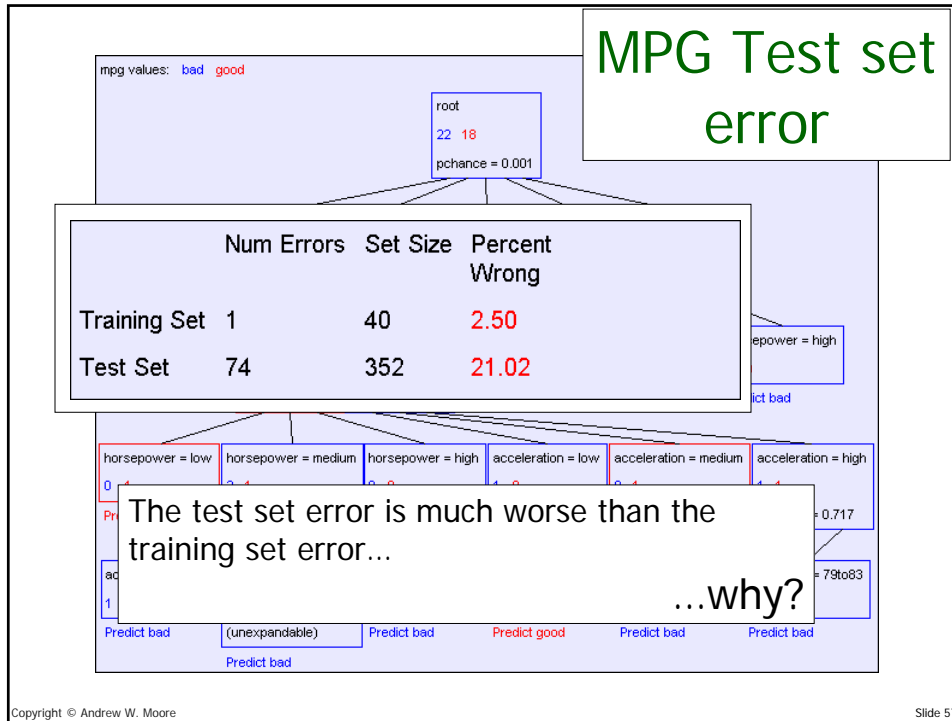 MPG Test set
error
mpg values: bad good
root
22 18
pchance = 0.001
Num Errors Set Size Percent
Wrong
Training Set 1 40 2.50
Test Set 74 352 21.02
epower = high
ict bad
horsepower = low horsepower = medium horsepower = high acceleration = low acceleration = medium acceleration = high
= 0.717
The test set error is much worse than the
training set error...
...why?
= 79to83
1
Predict bad (unexpandable) Predict bad Predict good Predict bad Predict bad
Predict bad
Copyright © Andrew W. Moore Slide 5